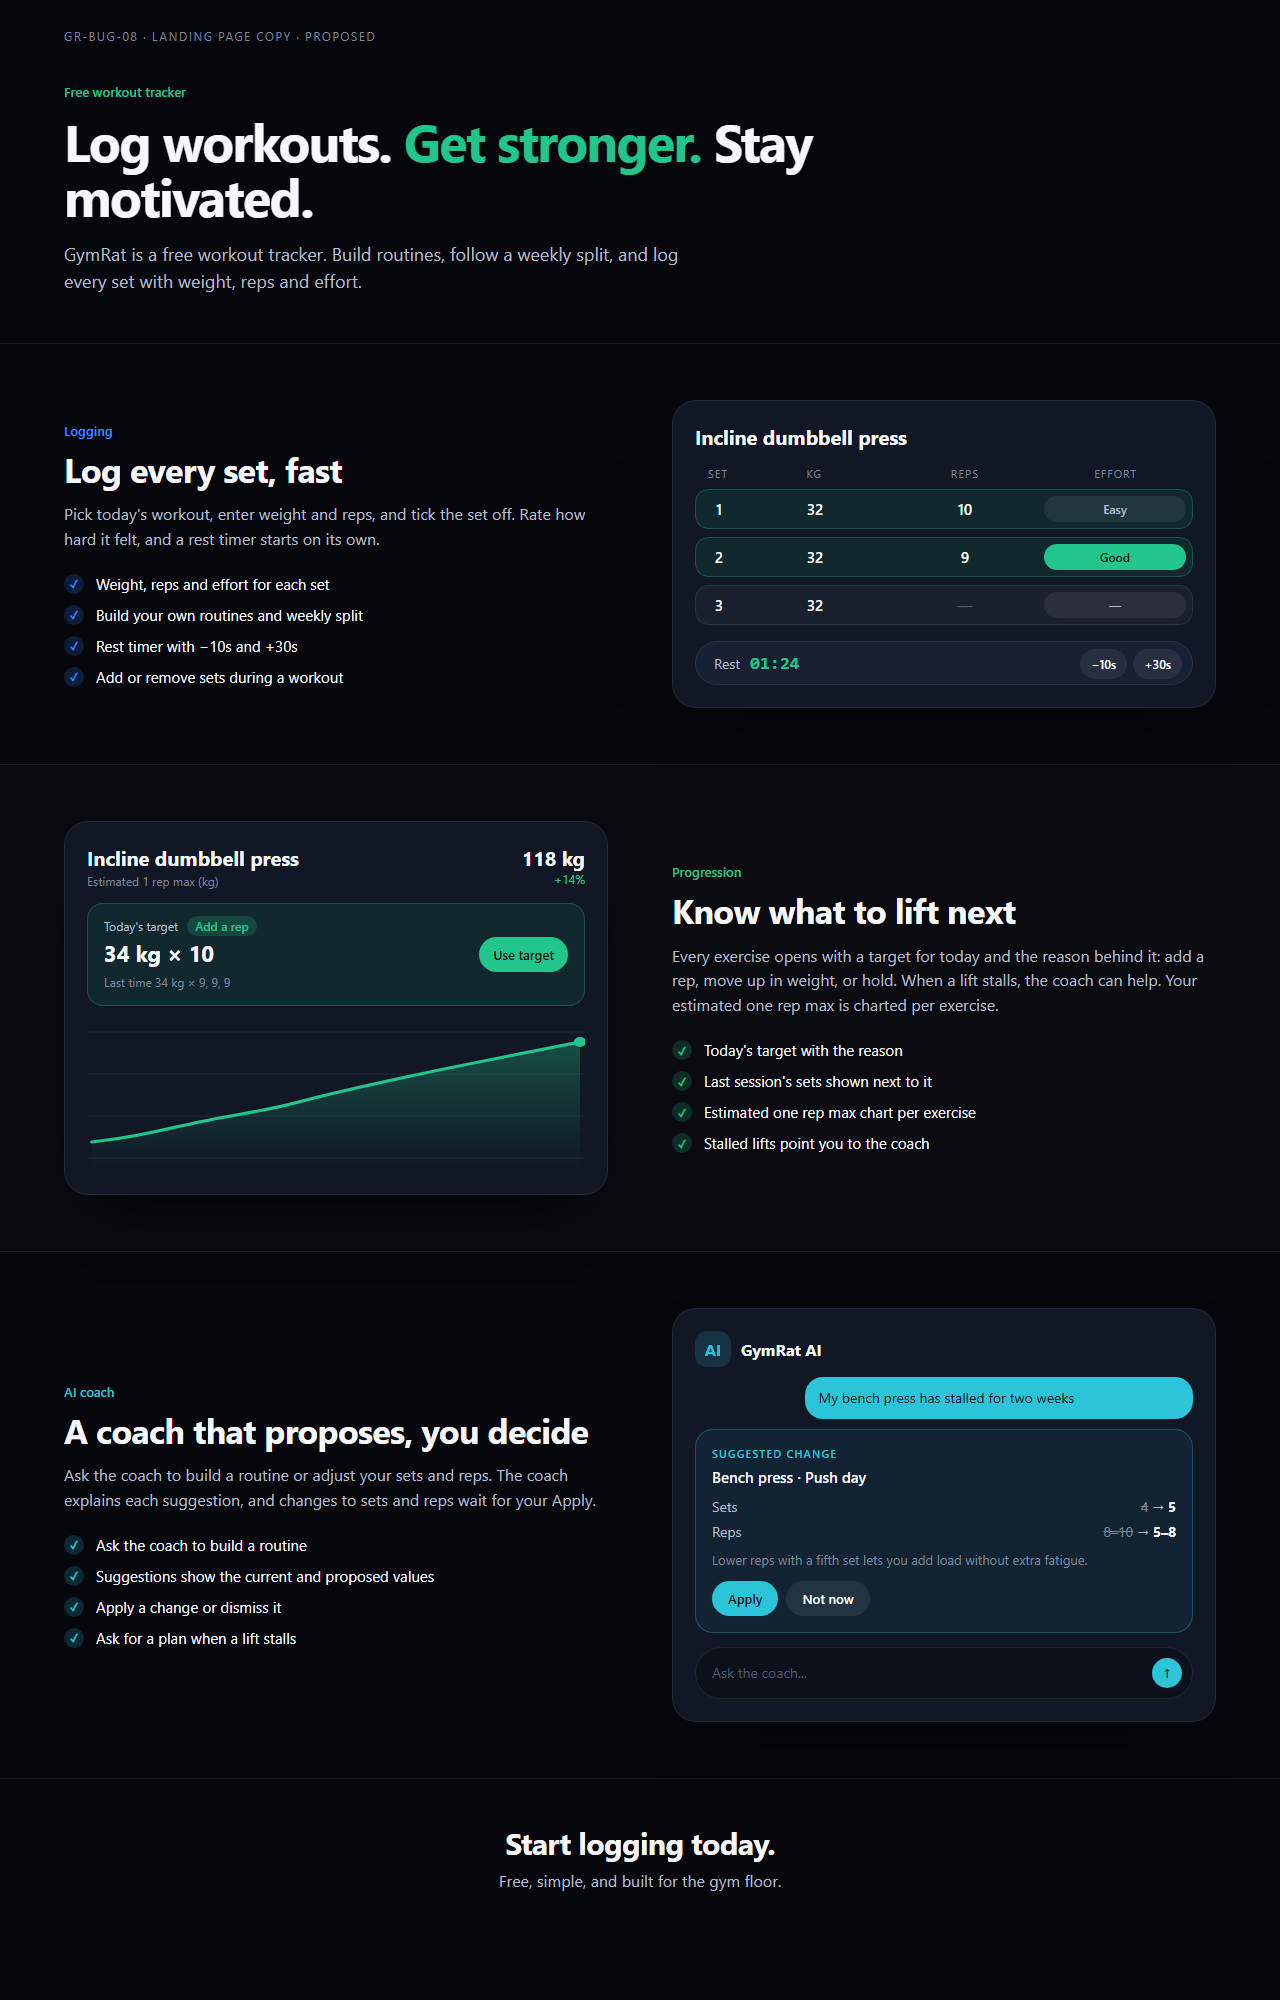 GR-BUG-08 · LANDING PAGE COPY · PROPOSED
Free workout tracker
Log workouts. Get stronger. Stay
motivated.
GymRat is a free workout tracker. Build routines, follow a weekly split, and log
every set with weight, reps and effort.
Logging
Log every set, fast
Pick today's workout, enter weight and reps, and tick the set off. Rate how
hard it felt, and a rest timer starts on its own.
✓ Weight, reps and effort for each set
✓ Build your own routines and weekly split
✓ Rest timer with −10s and +30s
✓ Add or remove sets during a workout
Incline dumbbell press
SET KG REPS EFFORT
1 32 10 Easy
2 32 9 Good
3 32 — —
Rest 01:24 −10s +30s
Incline dumbbell press 118 kg
Estimated 1 rep max (kg) +14%
Today's target Add a rep
34 kg × 10
Use target
Last time 34 kg × 9, 9, 9
Progression
Know what to lift next
Every exercise opens with a target for today and the reason behind it: add a
rep, move up in weight, or hold. When a lift stalls, the coach can help. Your
estimated one rep max is charted per exercise.
✓ Today's target with the reason
✓ Last session's sets shown next to it
✓ Estimated one rep max chart per exercise
✓ Stalled lifts point you to the coach
AI coach
A coach that proposes, you decide
Ask the coach to build a routine or adjust your sets and reps. The coach
explains each suggestion, and changes to sets and reps wait for your Apply.
✓ Ask the coach to build a routine
✓ Suggestions show the current and proposed values
✓ Apply a change or dismiss it
✓ Ask for a plan when a lift stalls
AI GymRat AI
My bench press has stalled for two weeks
SUGGESTED CHANGE
Bench press · Push day
Sets 4 → 5
Reps 8–10 → 5–8
Lower reps with a fifth set lets you add load without extra fatigue.
Apply Not now
Ask the coach... ↑
Start logging today.
Free, simple, and built for the gym floor.